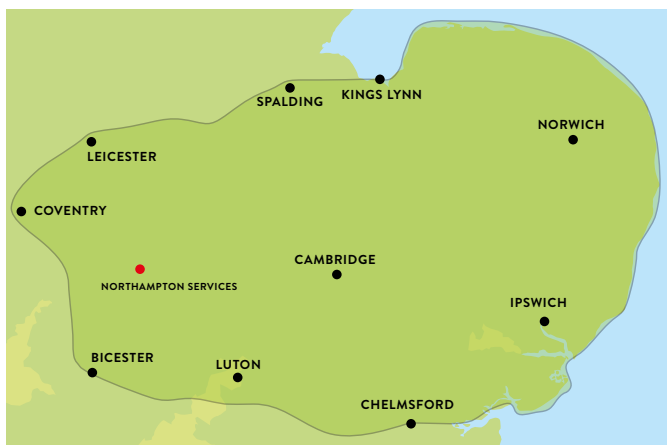 SPALDING
KINGS LYNN
NORWICH
LEICESTER
COVENTRY
CAMBRIDGE
NORTHAMPTON SERVICES
IPSWICH
BICESTER
LUTON
CHELMSFORD